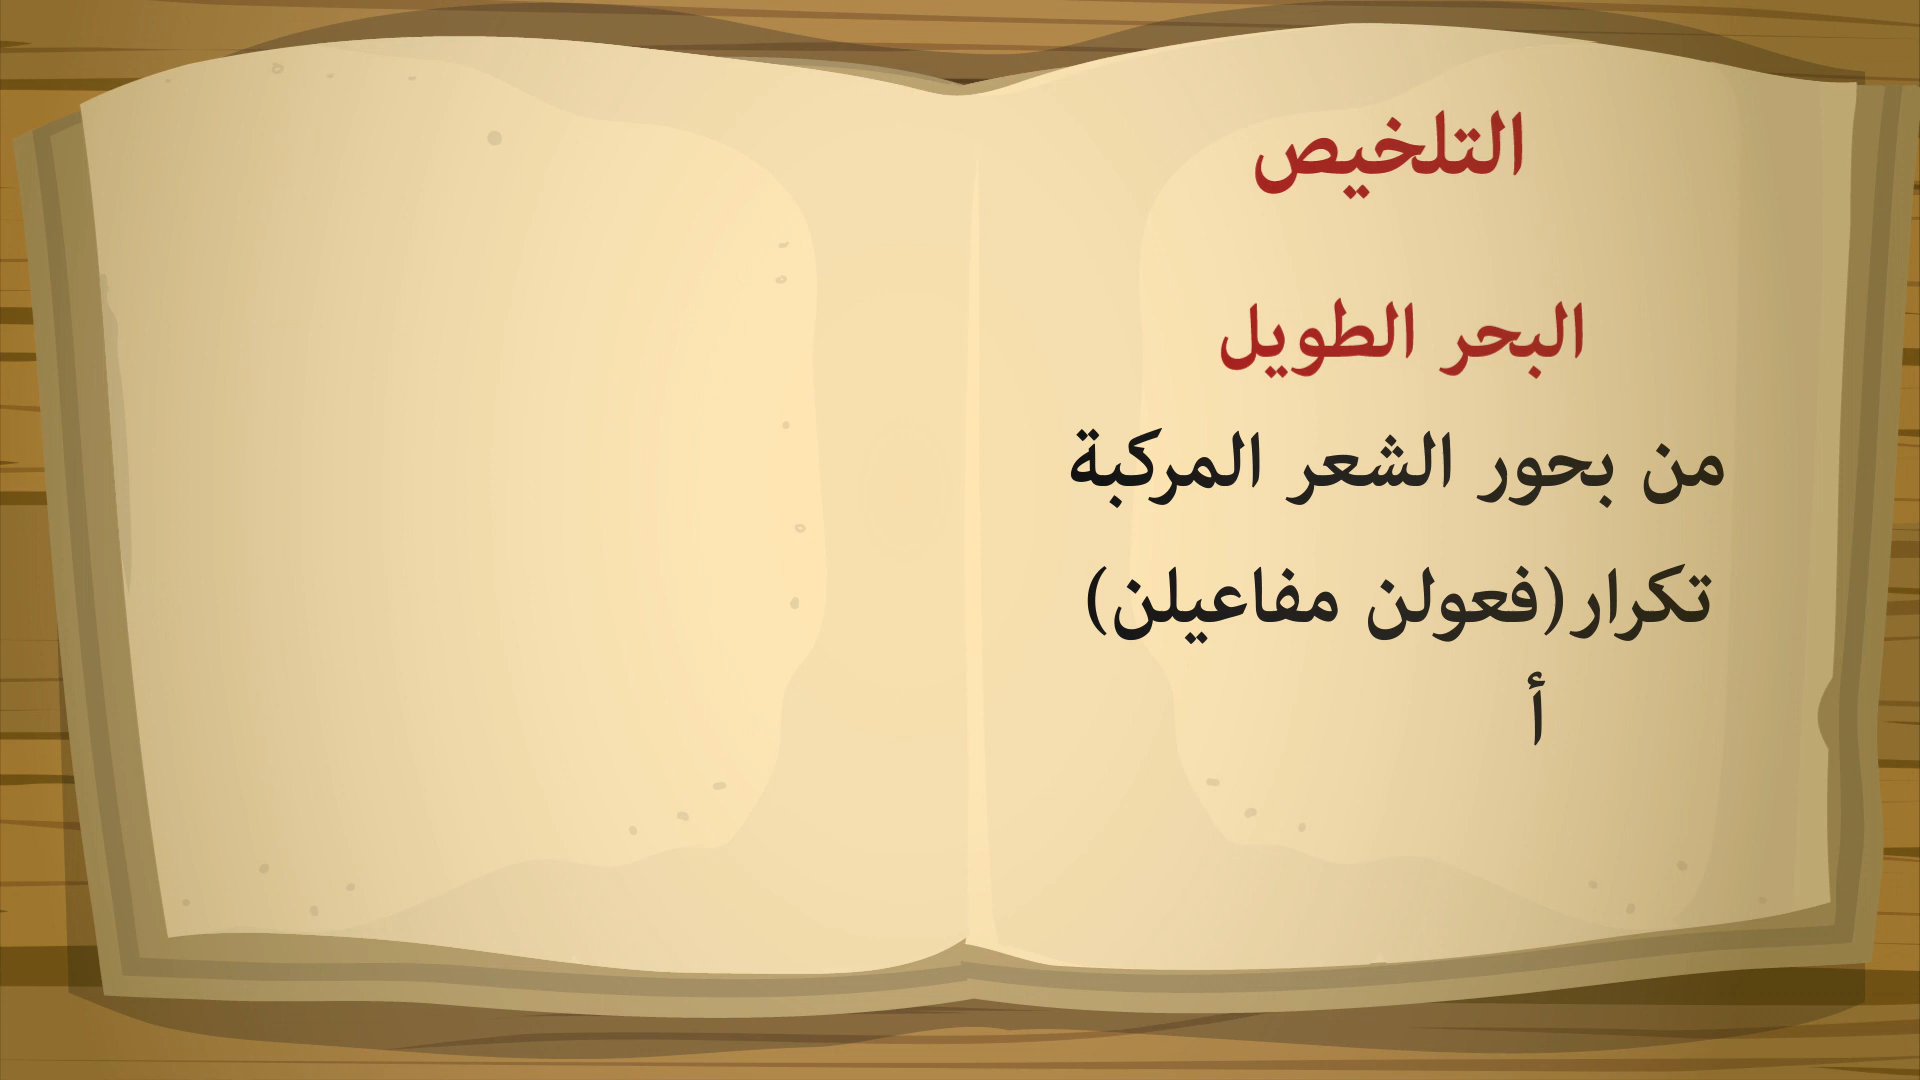 التلخيص
البحر الطويل
من بحور الشعر المركبة
تكرار(فعولن مفاعيلن)
أ